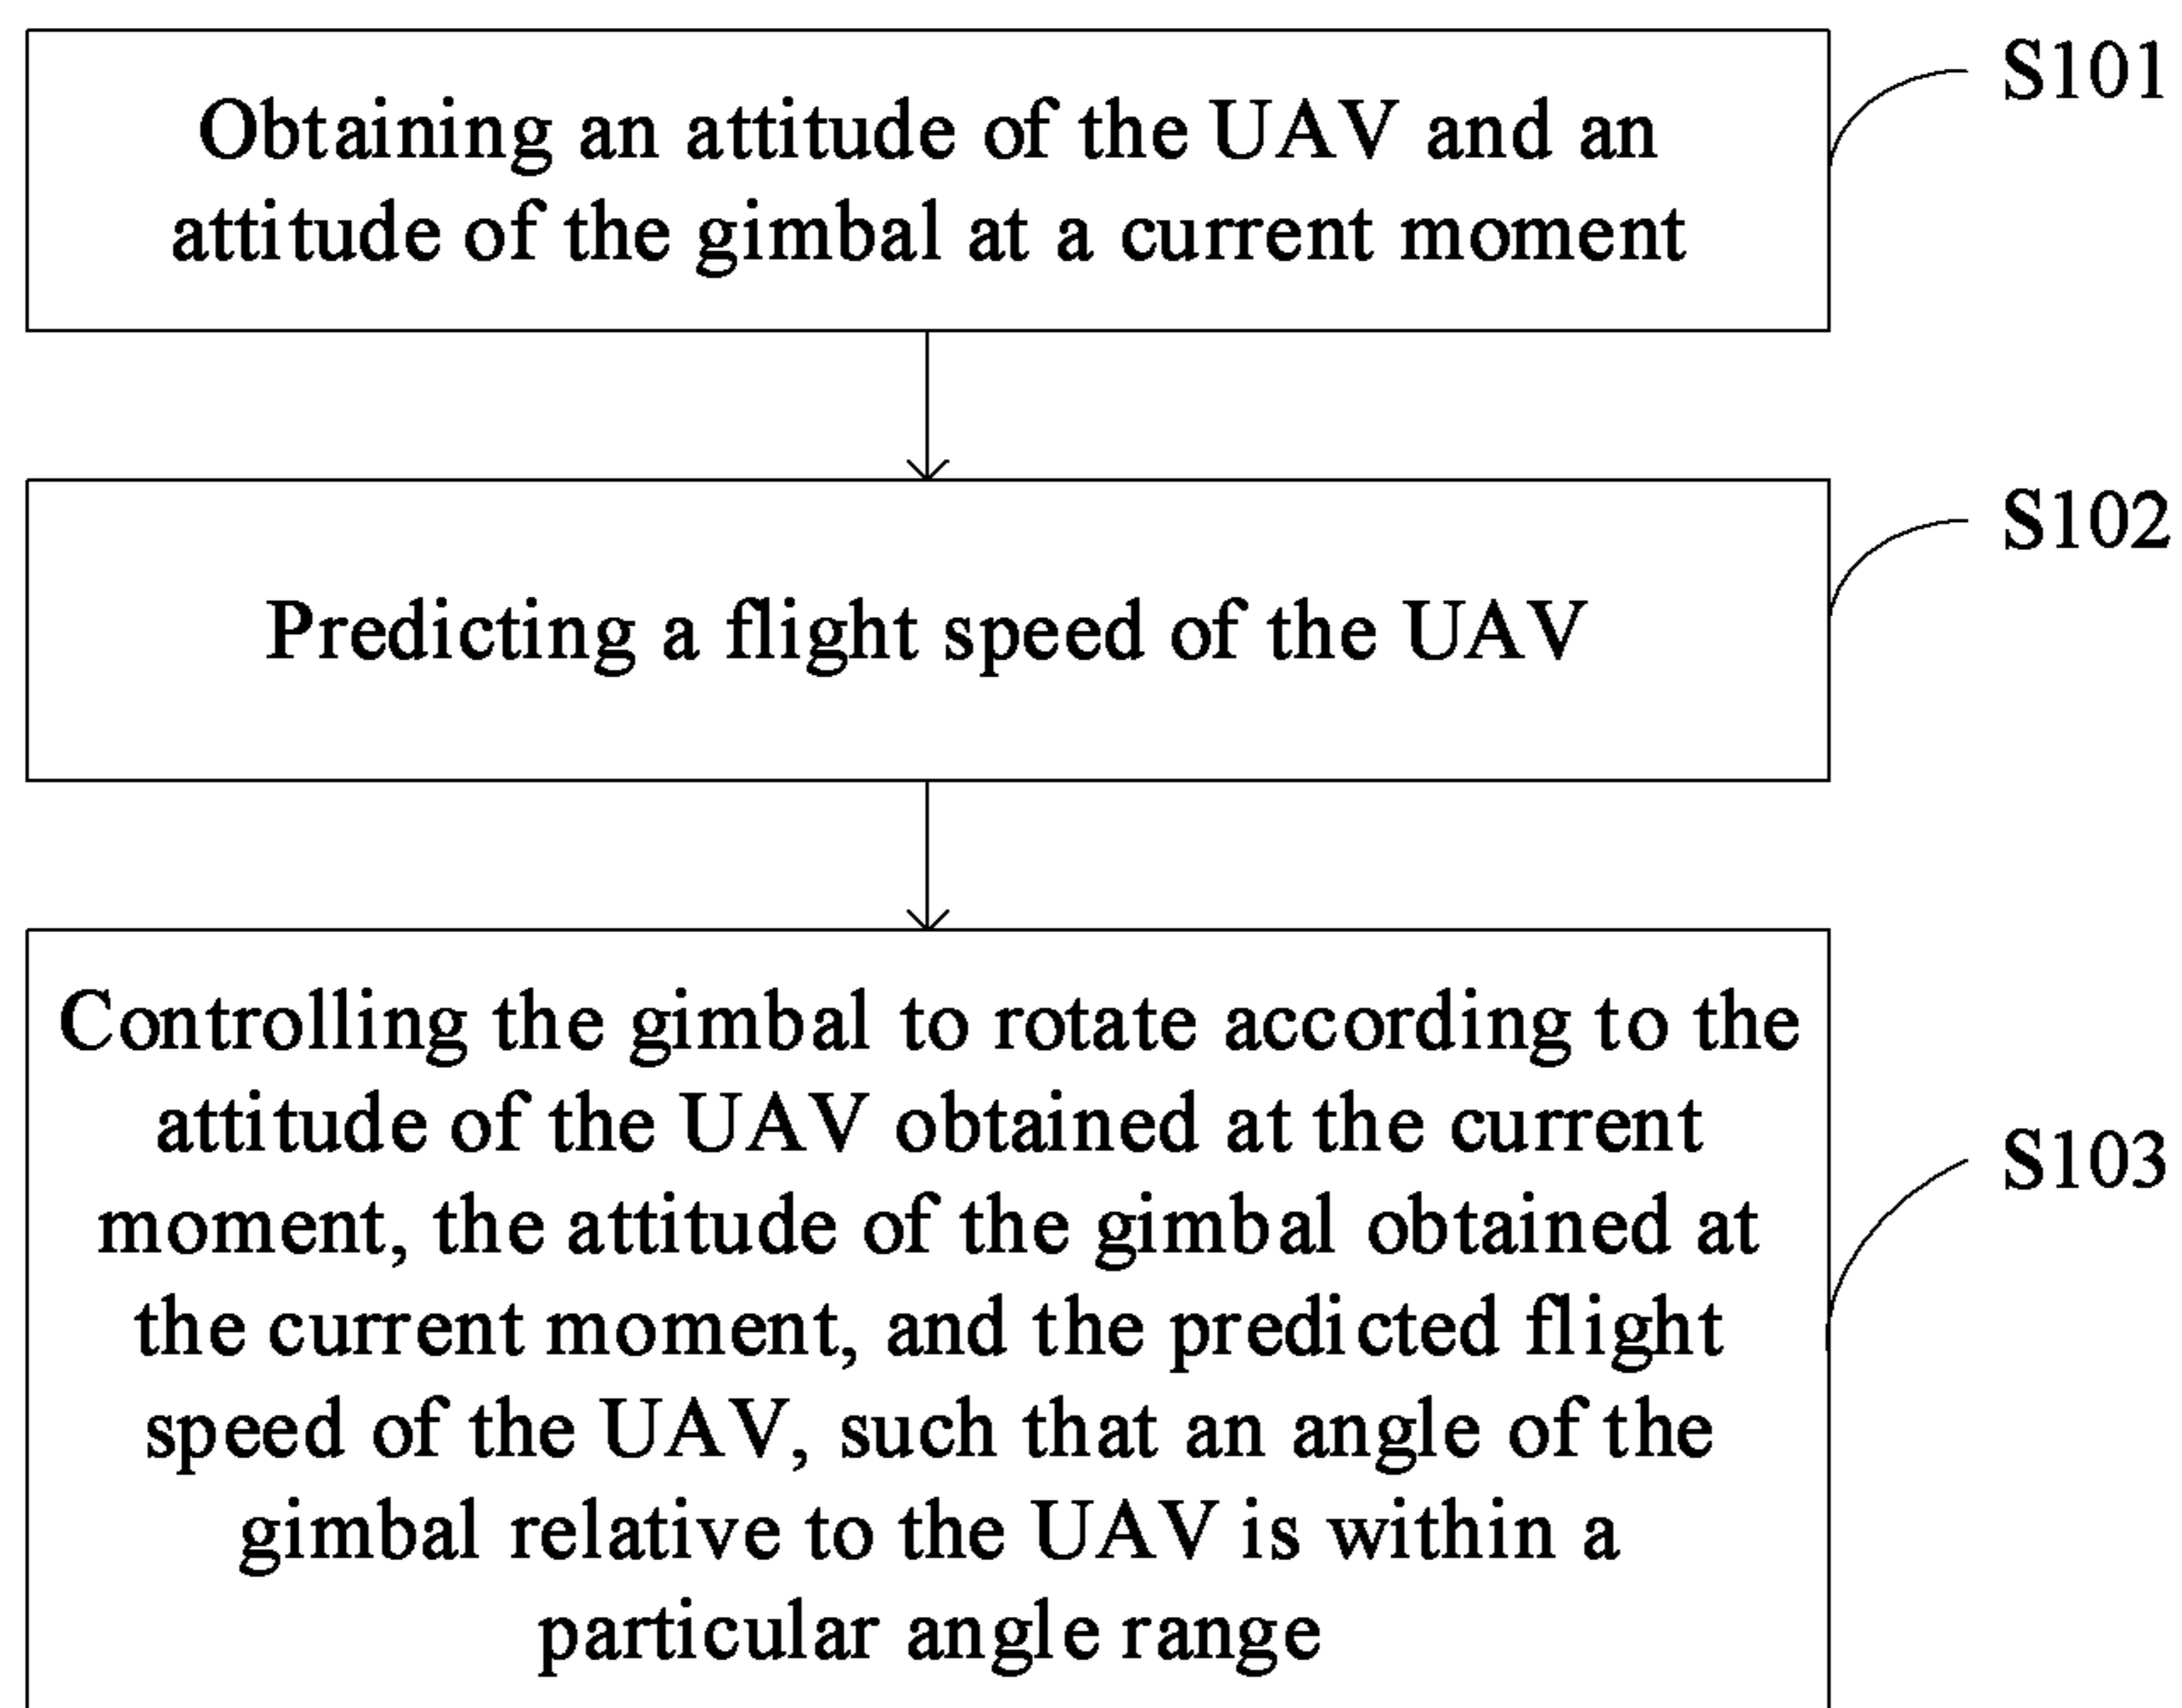 Obtaining an attitude of the UAV and an
attitude of the gimbal at a current moment
S101
Predicting a flight speed of the UAV
S102
Controlling the gimbal to rotate according to the
attitude of the UAV obtained at the current
moment, the attitude of the gimbal obtained at
the current moment, and the predicted flight
speed of the UAV, such that an angle of the
gimbal relative to the UAV is within a
particular angle range
S103